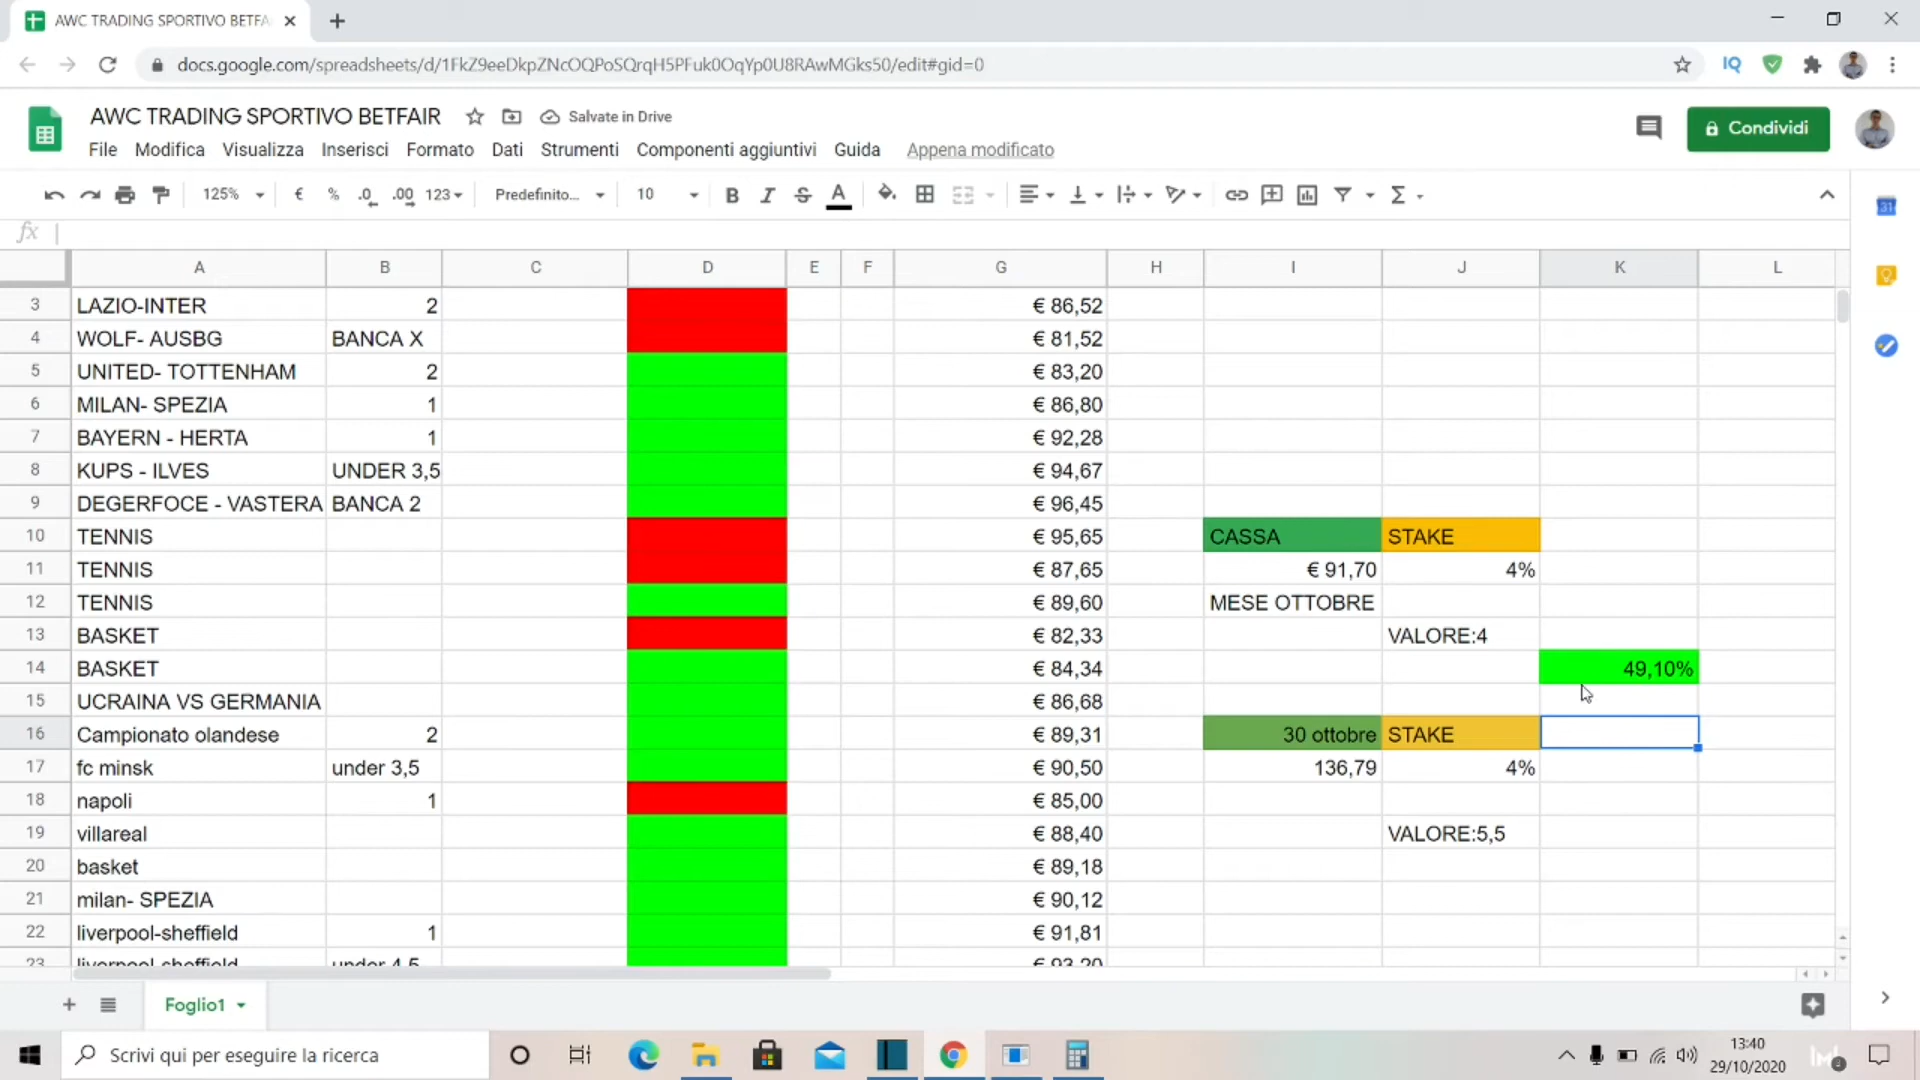 AWC TRADING SPORTIVO BETFA
docs.google.com/spreadsheets/d/1FkZ9eeDkpZNcOQPoSQrqH5PFuk0OqYp0U8RAwMGks50/edit#gid=0
IQ
AWC TRADING SPORTIVO BETFAIR
Salvate in Drive
Condividi
File Modifica Visualizza Inserisci Formato Dati Strumenti Componenti aggiuntivi Guida Appena modificato
125% € % .0 .00 123 Predefinito... 10 B I S A Σ
31
fx
A B C D E F G H I J K L
3 LAZIO-INTER 2 € 86,52
4 WOLF- AUSBG BANCA X € 81,52
5 UNITED- TOTTENHAM 2 € 83,20
6 MILAN- SPEZIA 1 € 86,80
7 BAYERN - HERTA 1 € 92,28
8 KUPS - ILVES UNDER 3,5 € 94,67
9 DEGERFOCE - VASTERA BANCA 2 € 96,45
10 TENNIS € 95,65 CASSA STAKE
11 TENNIS € 87,65 € 91,70 4%
12 TENNIS € 89,60 MESE OTTOBRE
13 BASKET € 82,33 VALORE:4
14 BASKET € 84,34 49,10%
15 UCRAINA VS GERMANIA € 86,68
16 Campionato olandese 2 € 89,31 30 ottobre STAKE
17 fc minsk under 3,5 € 90,50 136,79 4%
18 napoli 1 € 85,00
19 villareal € 88,40 VALORE:5,5
20 basket € 89,18
21 milan- SPEZIA € 90,12
22 liverpool-sheffield 1 € 91,81
23 liverpool-sheffield under 4,5 € 93,20
Foglio1
Scrivi qui per eseguire la ricerca
13:40
29/10/2020